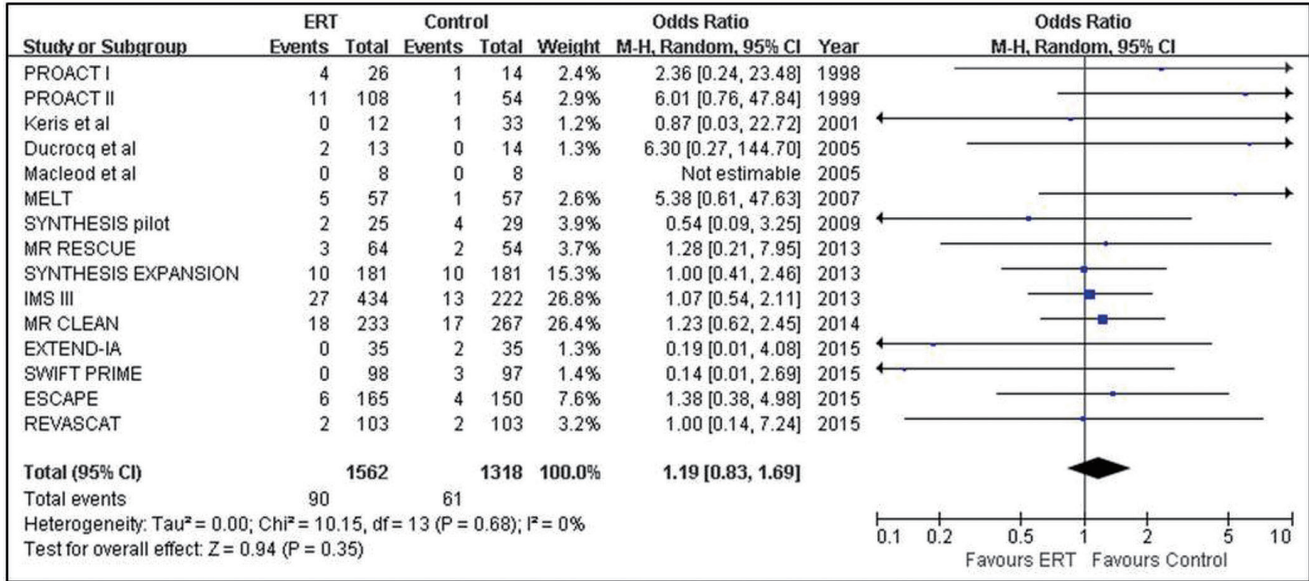 ERT Control Odds Ratio Odds Ratio
Study or Subgroup Events Total Events Total Weight M-H, Random, 95% CI Year M-H, Random, 95% CI
PROACT I 4 26 1 14 2.4% 2.36 [0.24, 23.48] 1998
PROACT II 11 108 1 54 2.9% 6.01 [0.76, 47.84] 1999
Keris et al 0 12 1 33 1.2% 0.87 [0.03, 22.72] 2001
Ducrocq et al 2 13 0 14 1.3% 6.30 [0.27, 144.70] 2005
Macleod et al 0 8 0 8 Not estimable 2005
MELT 5 57 1 57 2.6% 5.38 [0.61, 47.63] 2007
SYNTHESIS pilot 2 25 4 29 3.9% 0.54 [0.09, 3.25] 2009
MR RESCUE 3 64 2 54 3.7% 1.28 [0.21, 7.95] 2013
SYNTHESIS EXPANSION 10 181 10 181 15.3% 1.00 [0.41, 2.46] 2013
IMS III 27 434 13 222 26.8% 1.07 [0.54, 2.11] 2013
MR CLEAN 18 233 17 267 26.4% 1.23 [0.62, 2.45] 2014
EXTEND-IA 0 35 2 35 1.3% 0.19 [0.01, 4.08] 2015
SWIFT PRIME 0 98 3 97 1.4% 0.14 [0.01, 2.69] 2015
ESCAPE 6 165 4 150 7.6% 1.38 [0.38, 4.98] 2015
REVASCAT 2 103 2 103 3.2% 1.00 [0.14, 7.24] 2015
Total (95% CI) 1562 1318 100.0% 1.19 [0.83, 1.69]
Total events 90 61
Heterogeneity: Tau² = 0.00; Chi² = 10.15, df = 13 (P = 0.68); I² = 0%
Test for overall effect: Z = 0.94 (P = 0.35)
0.1 0.2 0.5 1 2 5 10
Favours ERT Favours Control